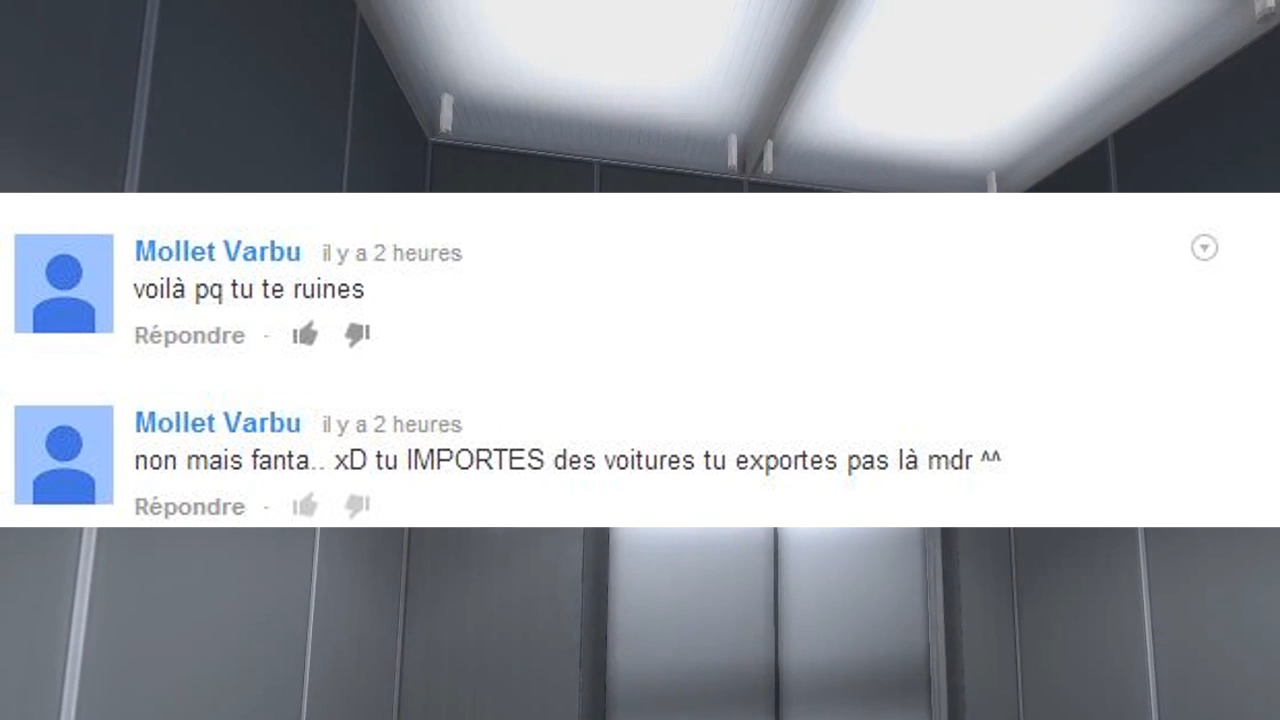 Mollet Varbu il y a 2 heures
voilà pq tu te ruines
Répondre -
Mollet Varbu il y a 2 heures
non mais fanta.. xD tu IMPORTES des voitures tu exportes pas là mdr ^^
Répondre -